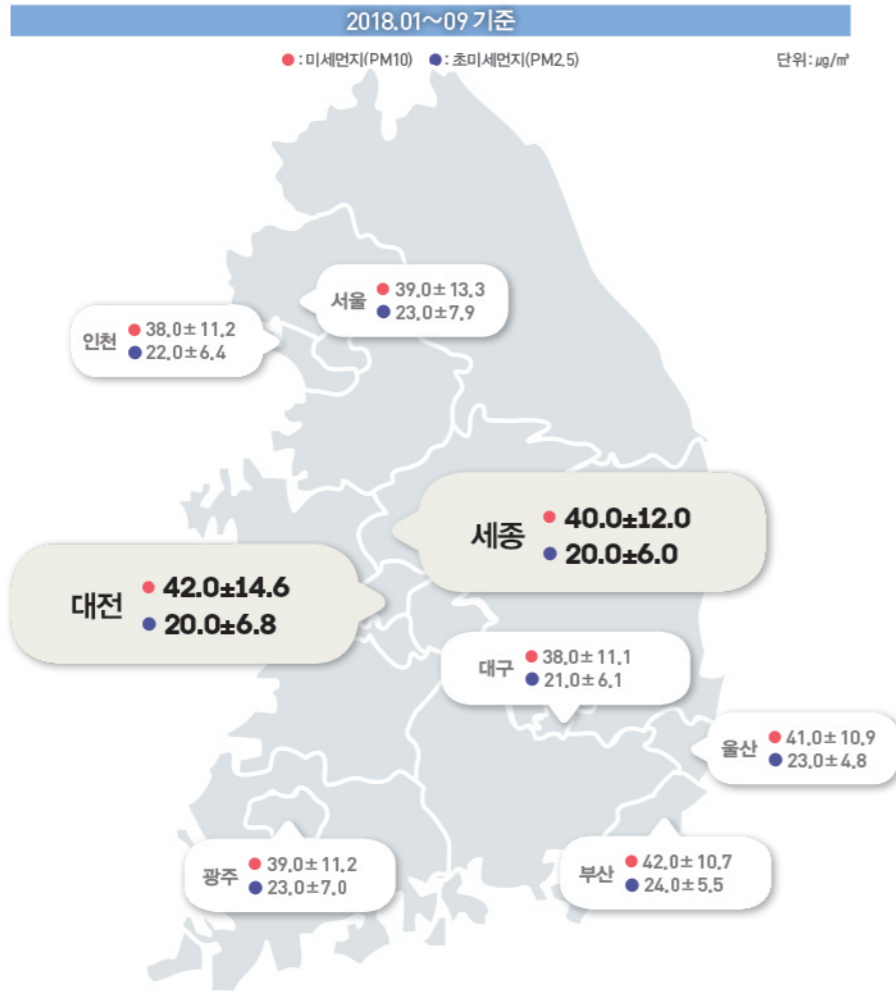 2018.01~09 기준
● : 미세먼지(PM10) ● : 초미세먼지(PM2.5)
단위 : ㎍/㎥
서울 ● 39.0±13.3
● 23.0±7.9
인천 ● 38.0±11.2
● 22.0±6.4
세종 ● 40.0±12.0
● 20.0±6.0
대전 ● 42.0±14.6
● 20.0±6.8
대구 ● 38.0±11.1
● 21.0±6.1
울산 ● 41.0±10.9
● 23.0±4.8
광주 ● 39.0±11.2
● 23.0±7.0
부산 ● 42.0±10.7
● 24.0±5.5